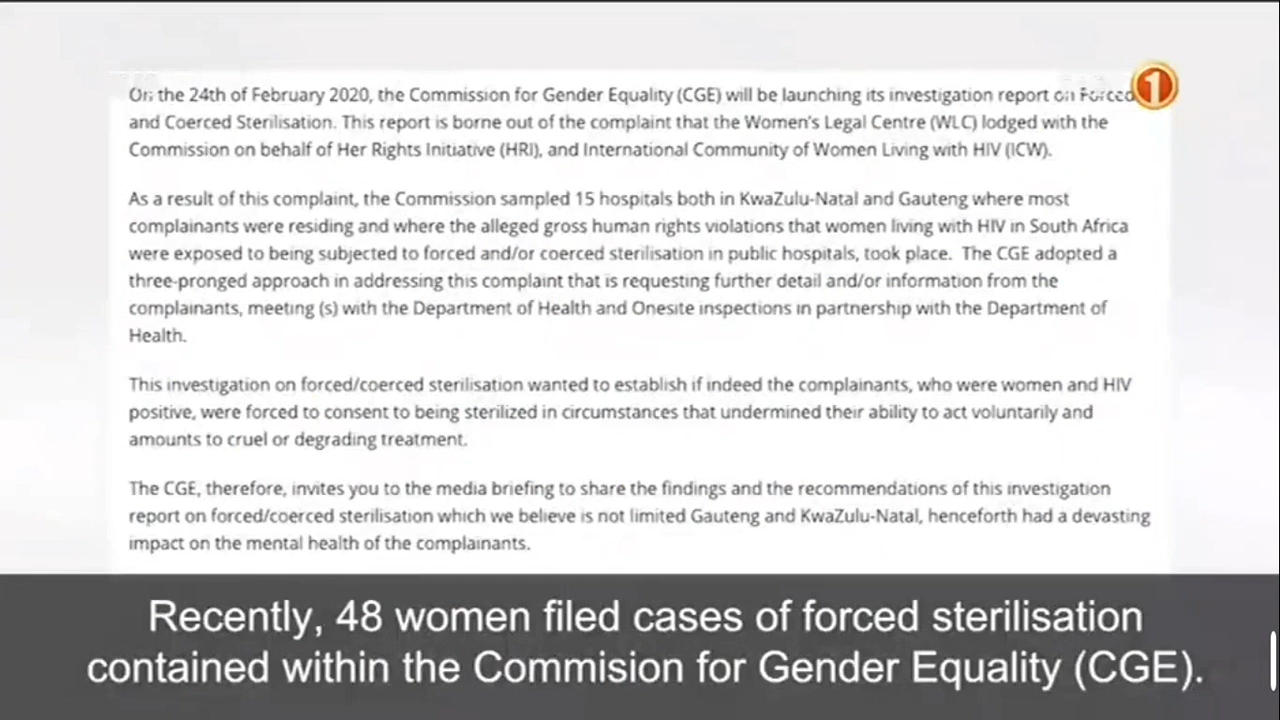 On the 24th of February 2020, the Commission for Gender Equality (CGE) will be launching its investigation report on Forced
1
and Coerced Sterilisation. This report is borne out of the complaint that the Women's Legal Centre (WLC) lodged with the
Commission on behalf of Her Rights Initiative (HRI), and International Community of Women Living with HIV (ICW).
As a result of this complaint, the Commission sampled 15 hospitals both in KwaZulu-Natal and Gauteng where most
complainants were residing and where the alleged gross human rights violations that women living with HIV in South Africa
were exposed to being subjected to forced and/or coerced sterilisation in public hospitals, took place. The CGE adopted a
three-pronged approach in addressing this complaint that is requesting further detail and/or information from the
complainants, meeting (s) with the Department of Health and Onesite inspections in partnership with the Department of
Health.
This investigation on forced/coerced sterilisation wanted to establish if indeed the complainants, who were women and HIV
positive, were forced to consent to being sterilized in circumstances that undermined their ability to act voluntarily and
amounts to cruel or degrading treatment.
The CGE, therefore, invites you to the media briefing to share the findings and the recommendations of this investigation
report on forced/coerced sterilisation which we believe is not limited Gauteng and KwaZulu-Natal, henceforth had a devasting
impact on the mental health of the complainants.
Recently, 48 women filed cases of forced sterilisation
contained within the Commision for Gender Equality (CGE).